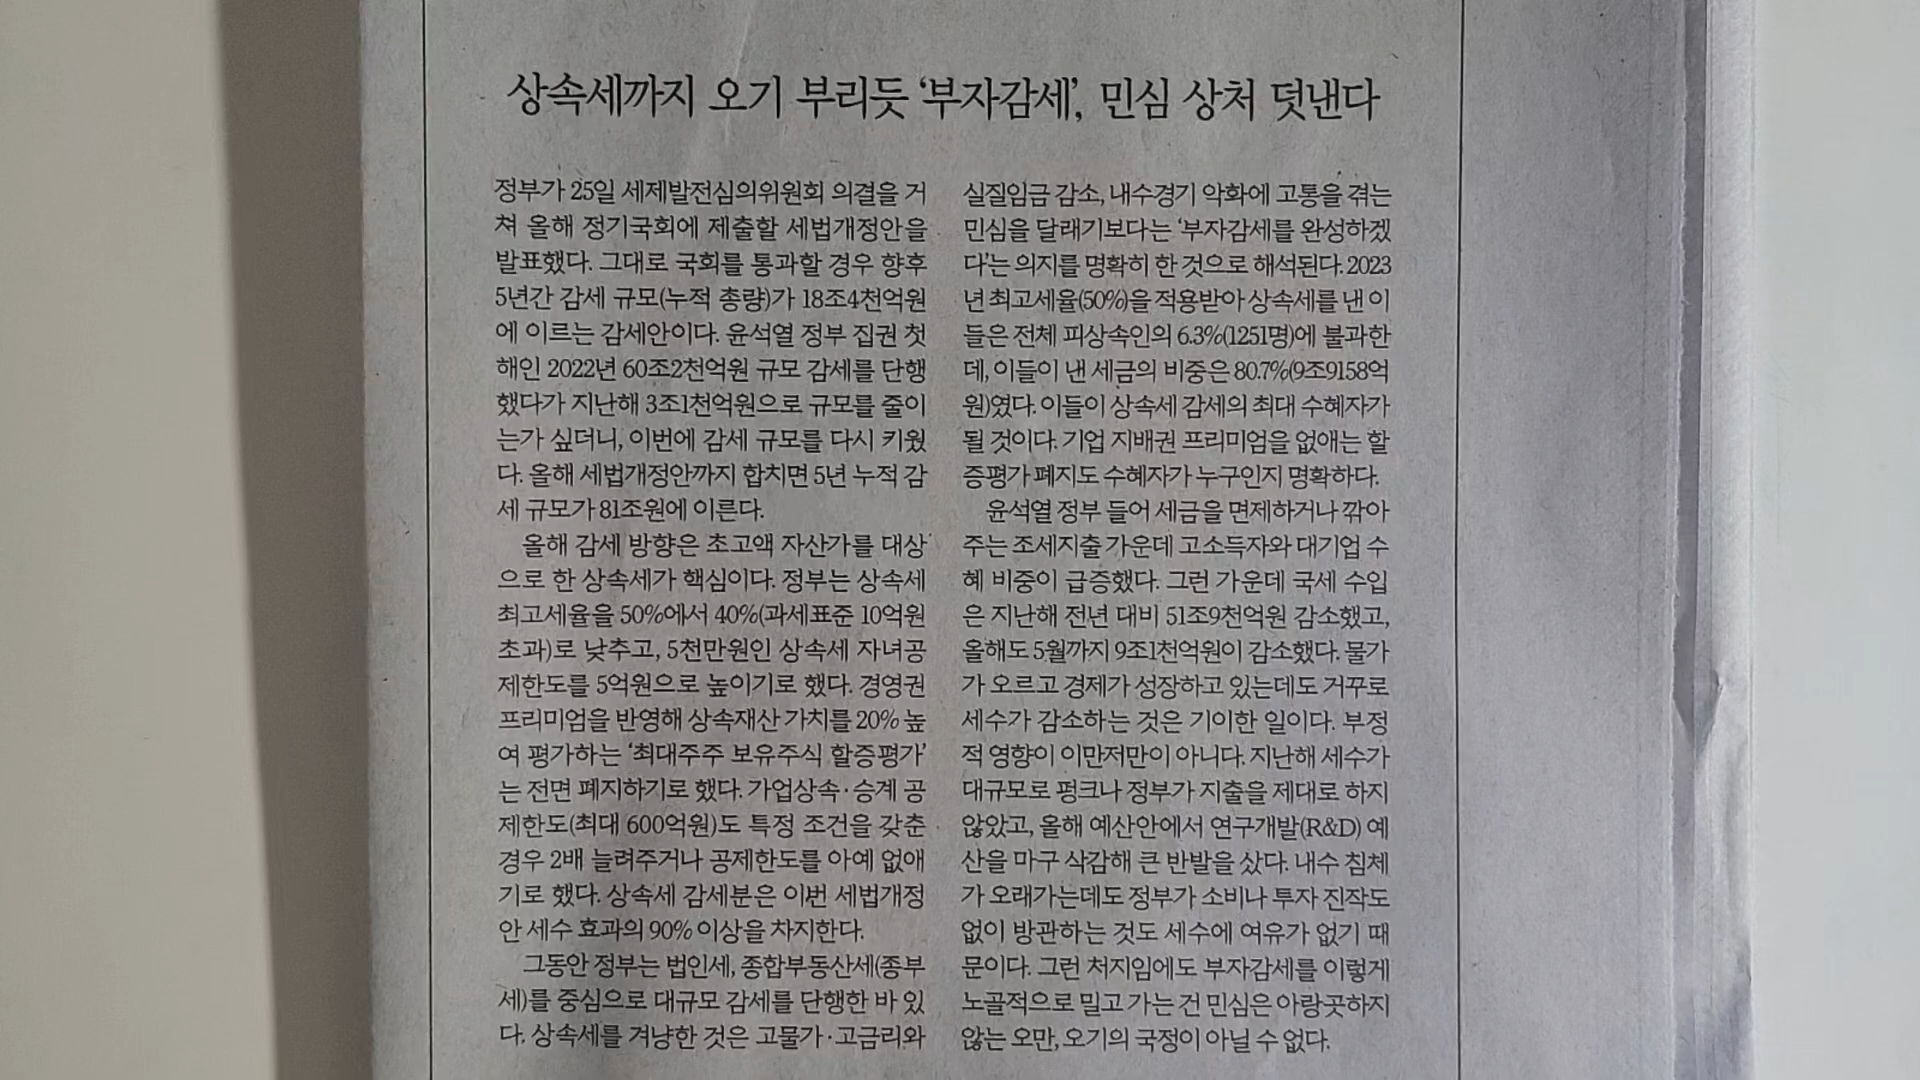 상속세까지 오기 부리듯 ‘부자감세’, 민심 상처 덧낸다
정부가 25일 세제발전심의위원회 의결을 거
쳐 올해 정기국회에 제출할 세법개정안을
발표했다. 그대로 국회를 통과할 경우 향후
5년간 감세 규모(누적 총량)가 18조4천억원
에 이르는 감세안이다. 윤석열 정부 집권 첫
해인 2022년 60조2천억원 규모 감세를 단행
했다가 지난해 3조1천억원으로 규모를 줄이
는가 싶더니, 이번에 감세 규모를 다시 키웠
다. 올해 세법개정안까지 합치면 5년 누적 감
세 규모가 81조원에 이른다.
올해 감세 방향은 초고액 자산가를 대상
으로 한 상속세가 핵심이다. 정부는 상속세
최고세율을 50%에서 40%(과세표준 10억원
초과)로 낮추고, 5천만원인 상속세 자녀공
제한도를 5억원으로 높이기로 했다. 경영권
프리미엄을 반영해 상속재산 가치를 20% 높
여 평가하는 ‘최대주주 보유주식 할증평가’
는 전면 폐지하기로 했다. 가업상속·승계 공
제한도(최대 600억원)도 특정 조건을 갖춘
경우 2배 늘려주거나 공제한도를 아예 없애
기로 했다. 상속세 감세분은 이번 세법개정
안 세수 효과의 90% 이상을 차지한다.
그동안 정부는 법인세, 종합부동산세(종부
세)를 중심으로 대규모 감세를 단행한 바 있
다. 상속세를 겨냥한 것은 고물가·고금리와
실질임금 감소, 내수경기 악화에 고통을 겪는
민심을 달래기보다는 ‘부자감세를 완성하겠
다’는 의지를 명확히 한 것으로 해석된다. 2023
년 최고세율(50%)을 적용받아 상속세를 낸 이
들은 전체 피상속인의 6.3%(1251명)에 불과한
데, 이들이 낸 세금의 비중은 80.7%(9조9158억
원)였다. 이들이 상속세 감세의 최대 수혜자가
될 것이다. 기업 지배권 프리미엄을 없애는 할
증평가 폐지도 수혜자가 누구인지 명확하다.
윤석열 정부 들어 세금을 면제하거나 깎아
주는 조세지출 가운데 고소득자와 대기업 수
혜 비중이 급증했다. 그런 가운데 국세 수입
은 지난해 전년 대비 51조9천억원 감소했고,
올해도 5월까지 9조1천억원이 감소했다. 물가
가 오르고 경제가 성장하고 있는데도 거꾸로
세수가 감소하는 것은 기이한 일이다. 부정
적 영향이 이만저만이 아니다. 지난해 세수가
대규모로 펑크나 정부가 지출을 제대로 하지
않았고, 올해 예산안에서 연구개발(R&D) 예
산을 마구 삭감해 큰 반발을 샀다. 내수 침체
가 오래가는데도 정부가 소비나 투자 진작도
없이 방관하는 것도 세수에 여유가 없기 때
문이다. 그런 처지임에도 부자감세를 이렇게
노골적으로 밀고 가는 건 민심은 아랑곳하지
않는 오만, 오기의 국정이 아닐 수 없다.